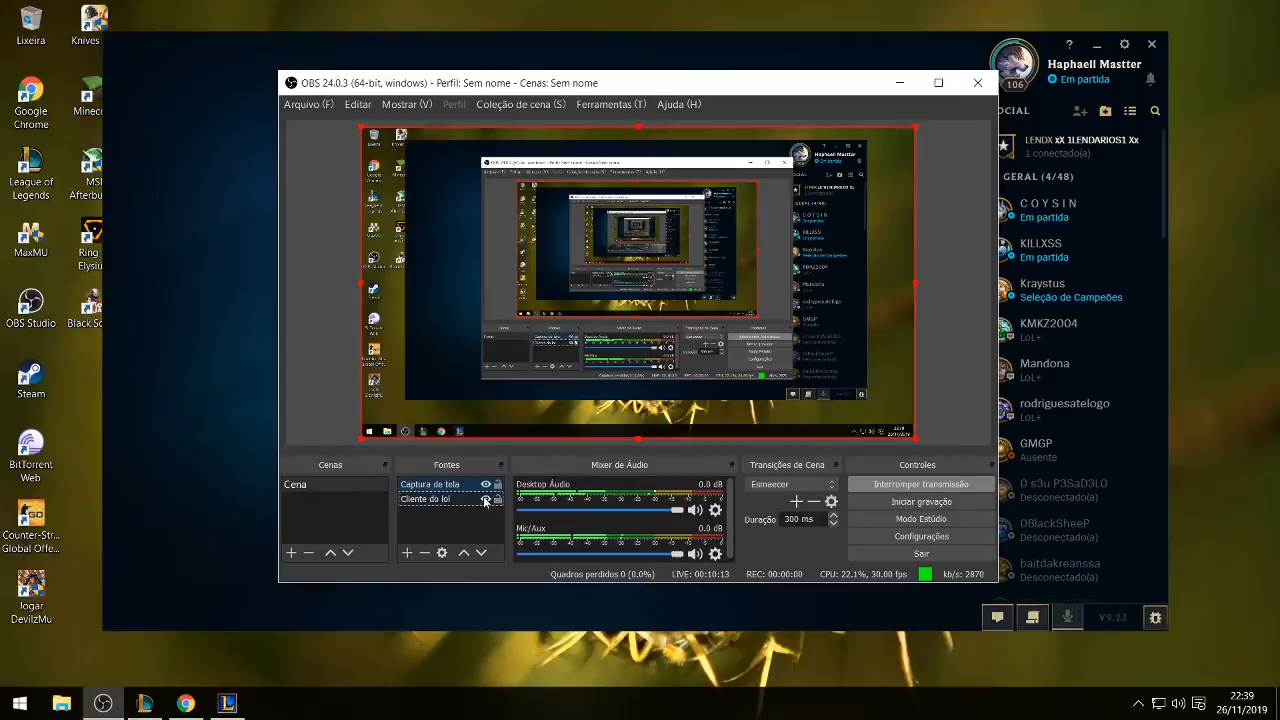 Lixeira
Knives
Google
Chrome
Minec
League of
MSI
Afterb
MaxMU
Ring
Elysiu
OBS Studio
Black S
Steam
BitTorrent
Web
Counter-Str...
Global Offe...
Jogar
DevilzMu
106
Haphaell Mastter
Em partida
OBS 24.0.3 (64-bit, windows) - Perfil: Sem nome - Cenas: Sem nome
Arquivo (F)
Editar
Mostrar (V)
Perfil
Coleção de cena (S)
Ferramentas (T)
Ajuda (H)
OCIAL
LENDX xX 1LENDARIOS1 Xx
1 conectado(a)
GERAL (4/48)
C O Y S I N
Em partida
KILLXSS
Em partida
Kraystus
Seleção de Campeões
KMKZ2004
LoL+
Mandona
LoL+
rodriguesatelogo
LoL+
GMGP
Ausente
0 s3u P3SaD3LO
Desconectado(a)
0BlackSheeP
Desconectado(a)
baitdakreanssa
Desconectado(a)
V9.23
Cenas
Fontes
Mixer de Áudio
Transições de Cena
Controles
Cena
Captura de tela
Cliente do lol
Desktop Áudio
0.0 dB
Mic/Aux
0.0 dB
Esmaecer
Duração
300 ms
Interromper transmissão
Iniciar gravação
Modo Estúdio
Configurações
Sair
Quadros perdidos 0 (0.0%)
LIVE: 00:10:13
REC: 00:00:00
CPU: 22.1%, 30.00 fps
kb/s: 2870
22:39
26/11/2019